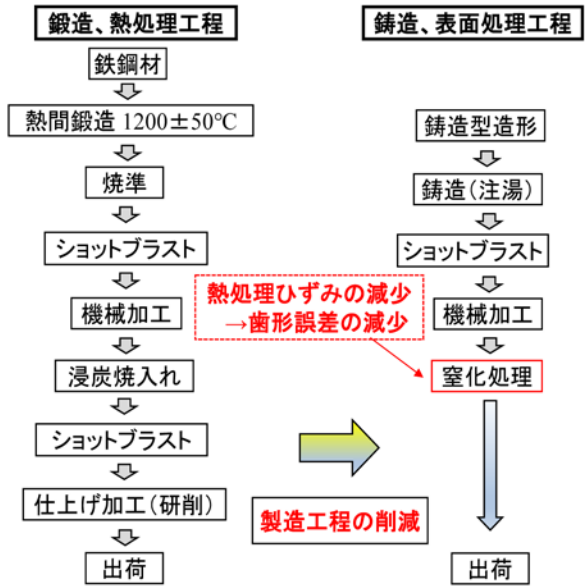 鍛造、熱処理工程
鉄鋼材
熱間鍛造 1200±50℃
焼準
ショットブラスト
機械加工
浸炭焼入れ
ショットブラスト
仕上げ加工(研削)
出荷
鋳造、表面処理工程
鋳造型造形
鋳造(注湯)
ショットブラスト
機械加工
窒化処理
出荷
熱処理ひずみの減少
→歯形誤差の減少
製造工程の削減